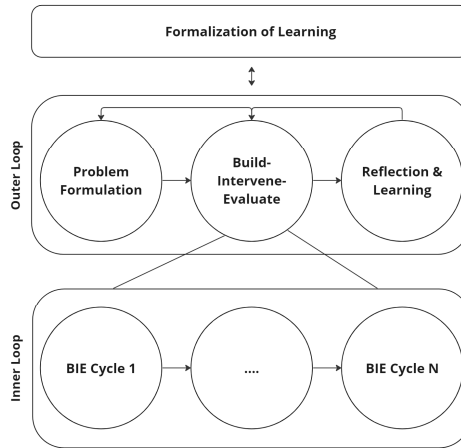 Formalization of Learning
Outer Loop
Problem
Formulation
Build-
Intervene-
Evaluate
Reflection &
Learning
Inner Loop
BIE Cycle 1
....
BIE Cycle N